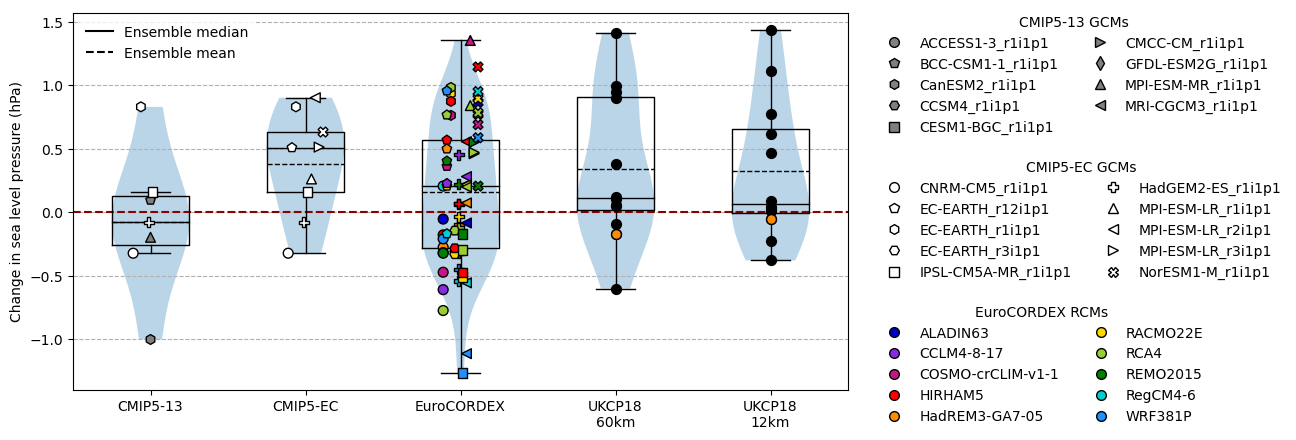 Ensemble median
Ensemble mean
Change in sea level pressure (hPa)
1.5
1.0
0.5
0.0
−0.5
−1.0
CMIP5-13
CMIP5-EC
EuroCORDEX
UKCP18
60km
UKCP18
12km
CMIP5-13 GCMs
ACCESS1-3_r1i1p1
BCC-CSM1-1_r1i1p1
CanESM2_r1i1p1
CCSM4_r1i1p1
CESM1-BGC_r1i1p1
CMCC-CM_r1i1p1
GFDL-ESM2G_r1i1p1
MPI-ESM-MR_r1i1p1
MRI-CGCM3_r1i1p1
CMIP5-EC GCMs
CNRM-CM5_r1i1p1
EC-EARTH_r12i1p1
EC-EARTH_r1i1p1
EC-EARTH_r3i1p1
IPSL-CM5A-MR_r1i1p1
HadGEM2-ES_r1i1p1
MPI-ESM-LR_r1i1p1
MPI-ESM-LR_r2i1p1
MPI-ESM-LR_r3i1p1
NorESM1-M_r1i1p1
EuroCORDEX RCMs
ALADIN63
CCLM4-8-17
COSMO-crCLIM-v1-1
HIRHAM5
HadREM3-GA7-05
RACMO22E
RCA4
REMO2015
RegCM4-6
WRF381P